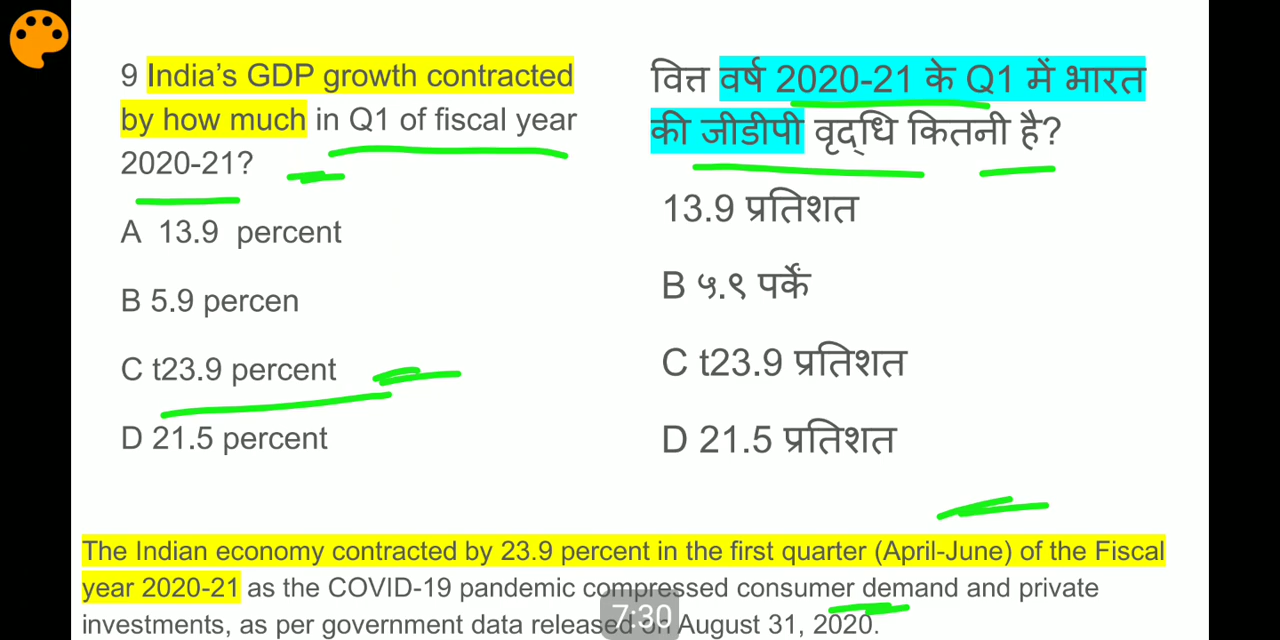 9 India’s GDP growth contracted
by how much in Q1 of fiscal year
2020-21?
A  13.9  percent
B 5.9 percen
C t23.9 percent
D 21.5 percent
वित्त वर्ष 2020-21 के Q1 में भारत
की जीडीपी वृद्धि कितनी है?
13.9 प्रतिशत
B ५.९ पर्कें
C t23.9 प्रतिशत
D 21.5 प्रतिशत
The Indian economy contracted by 23.9 percent in the first quarter (April-June) of the Fiscal
year 2020-21 as the COVID-19 pandemic compressed consumer demand and private
investments, as per government data released on August 31, 2020.
7:30